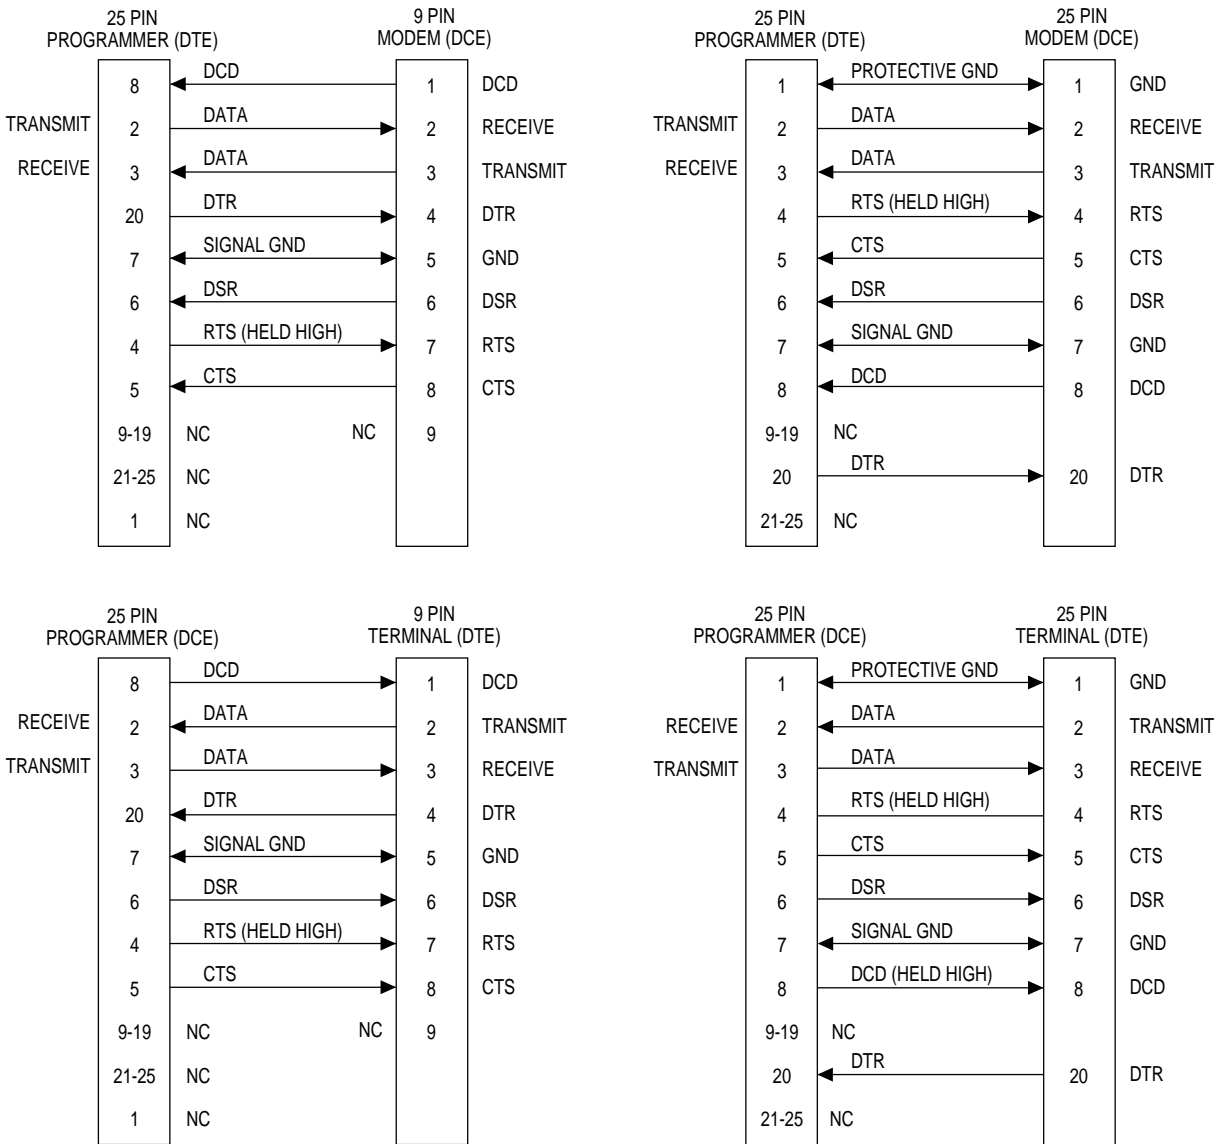 25 PIN
PROGRAMMER (DTE)
9 PIN
MODEM (DCE)
8 DCD 1 DCD
TRANSMIT 2 DATA 2 RECEIVE
RECEIVE 3 DATA 3 TRANSMIT
20 DTR 4 DTR
7 SIGNAL GND 5 GND
6 DSR 6 DSR
4 RTS (HELD HIGH) 7 RTS
5 CTS 8 CTS
9-19 NC NC 9
21-25 NC
1 NC
25 PIN
PROGRAMMER (DTE)
25 PIN
MODEM (DCE)
1 PROTECTIVE GND 1 GND
TRANSMIT 2 DATA 2 RECEIVE
RECEIVE 3 DATA 3 TRANSMIT
4 RTS (HELD HIGH) 4 RTS
5 CTS 5 CTS
6 DSR 6 DSR
7 SIGNAL GND 7 GND
8 DCD 8 DCD
9-19 NC
20 DTR 20 DTR
21-25 NC
25 PIN
PROGRAMMER (DCE)
9 PIN
TERMINAL (DTE)
8 DCD 1 DCD
RECEIVE 2 DATA 2 TRANSMIT
TRANSMIT 3 DATA 3 RECEIVE
20 DTR 4 DTR
7 SIGNAL GND 5 GND
6 DSR 6 DSR
4 RTS (HELD HIGH) 7 RTS
5 CTS 8 CTS
9-19 NC NC 9
21-25 NC
1 NC
25 PIN
PROGRAMMER (DCE)
25 PIN
TERMINAL (DTE)
1 PROTECTIVE GND 1 GND
RECEIVE 2 DATA 2 TRANSMIT
TRANSMIT 3 DATA 3 RECEIVE
4 RTS (HELD HIGH) 4 RTS
5 CTS 5 CTS
6 DSR 6 DSR
7 SIGNAL GND 7 GND
8 DCD (HELD HIGH) 8 DCD
9-19 NC
20 DTR 20 DTR
21-25 NC